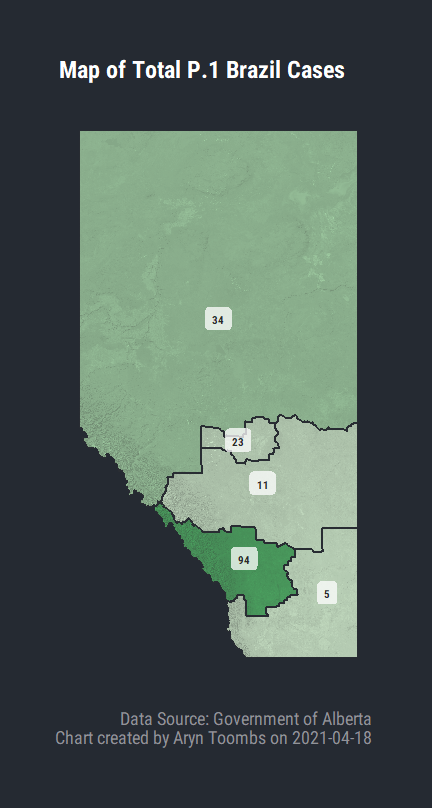 Map of Total P.1 Brazil Cases
34
23
11
94
5
Data Source: Government of Alberta
Chart created by Aryn Toombs on 2021-04-18